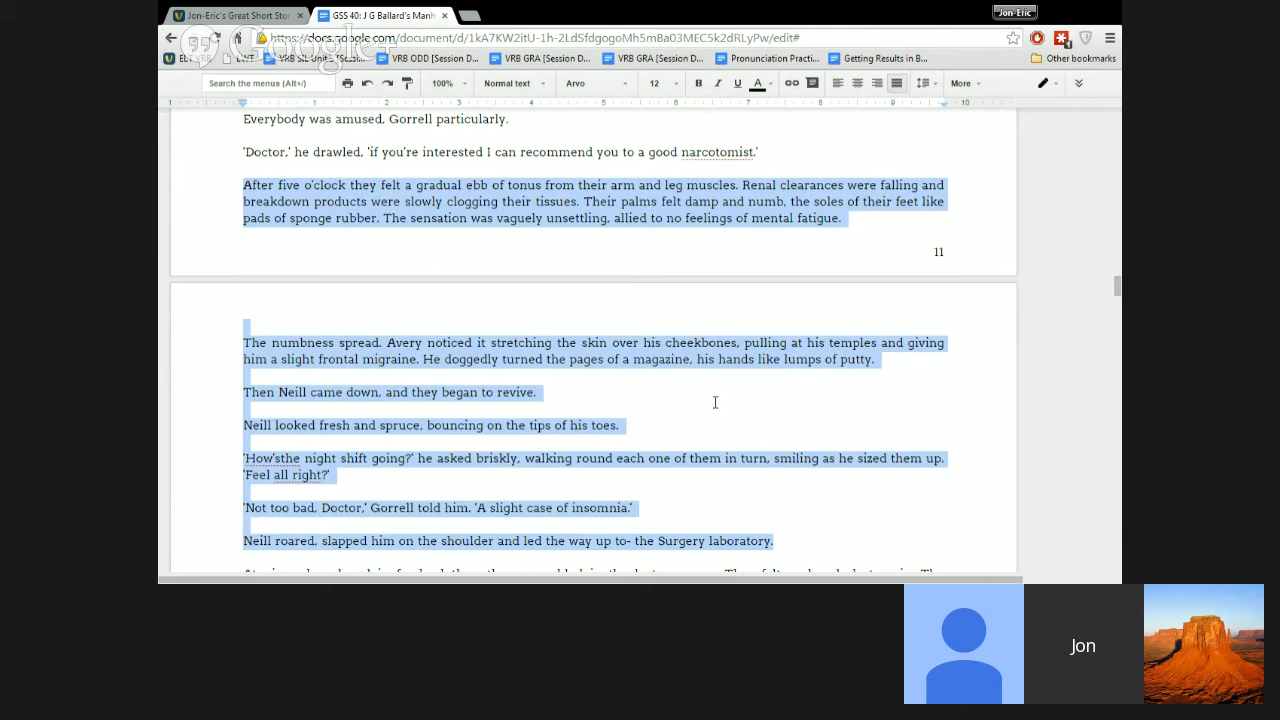 Jon-Eric's Great Short Stor
GSS 40: J G Ballard's Manh
Jon-Eric
Google+
https://docs.google.com/document/d/1kA7KW2itU-1h-2LdSfdgogoMh5mBa03MEC5k2dRLyPw/edit#
VRB ODD [Session D...
VRB GRA [Session D...
VRB GRA [Session D...
Pronunciation Practi...
Getting Results in B...
Other bookmarks
Search the menus (Alt+/)
100%
Normal text
Arvo
12
B
I
U
A
More
1 1 2 3 4 5 6 7 8 9 10
Everybody was amused, Gorrell particularly.
'Doctor,' he drawled, 'if you're interested I can recommend you to a good narcotomist.'
After five o'clock they felt a gradual ebb of tonus from their arm and leg muscles. Renal clearances were falling and
breakdown products were slowly clogging their tissues. Their palms felt damp and numb, the soles of their feet like
pads of sponge rubber. The sensation was vaguely unsettling, allied to no feelings of mental fatigue.
11
The numbness spread. Avery noticed it stretching the skin over his cheekbones, pulling at his temples and giving
him a slight frontal migraine. He doggedly turned the pages of a magazine, his hands like lumps of putty.
Then Neill came down, and they began to revive.
Neill looked fresh and spruce, bouncing on the tips of his toes.
'How'sthe night shift going?' he asked briskly, walking round each one of them in turn, smiling as he sized them up.
'Feel all right?'
'Not too bad, Doctor,' Gorrell told him. 'A slight case of insomnia.'
Neill roared, slapped him on the shoulder and led the way up to- the Surgery laboratory.
Jon